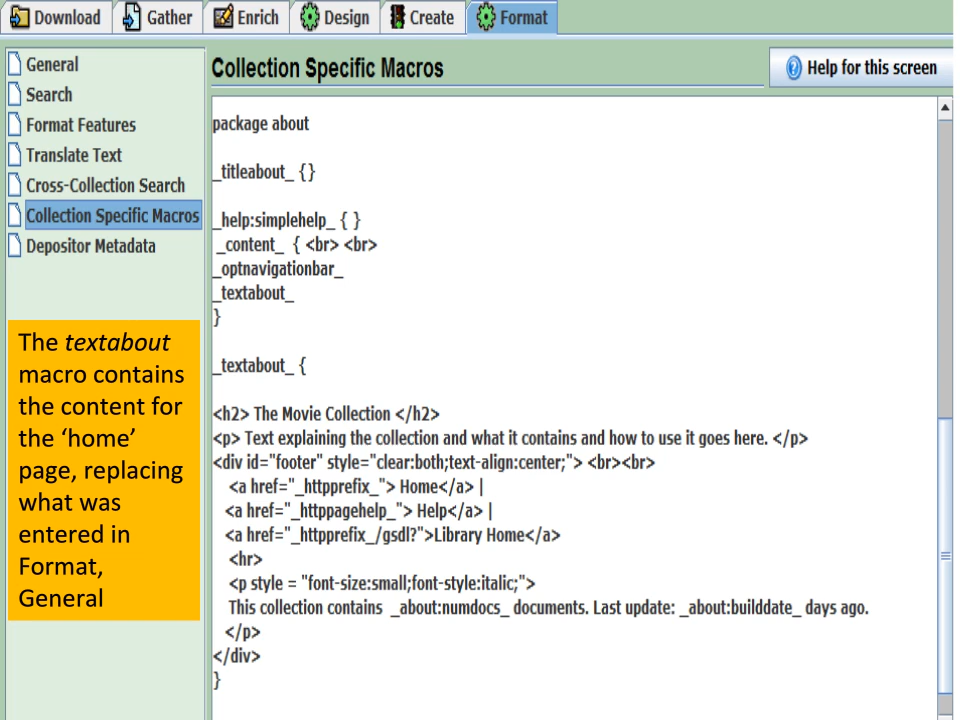 Download Gather Enrich Design Create Format
General
Search
Format Features
Translate Text
Cross-Collection Search
Collection Specific Macros
Depositor Metadata
The textabout
macro contains
the content for
the ‘home’
page, replacing
what was
entered in
Format,
General
Collection Specific Macros
Help for this screen
package about
_titleabout_ {}
_help:simplehelp_ { }
_content_ { <br> <br>
_optnavigationbar_
_textabout_
}
_textabout_ {
<h2> The Movie Collection </h2>
<p> Text explaining the collection and what it contains and how to use it goes here. </p>
<div id="footer" style="clear:both;text-align:center;"> <br><br>
<a href="_httpprefix_"> Home</a> |
<a href="_httppagehelp_"> Help</a> |
<a href="_httpprefix_/gsdl?">Library Home</a>
<hr>
<p style = "font-size:small;font-style:italic;">
This collection contains _about:numdocs_ documents. Last update: _about:builddate_ days ago.
</p>
</div>
}